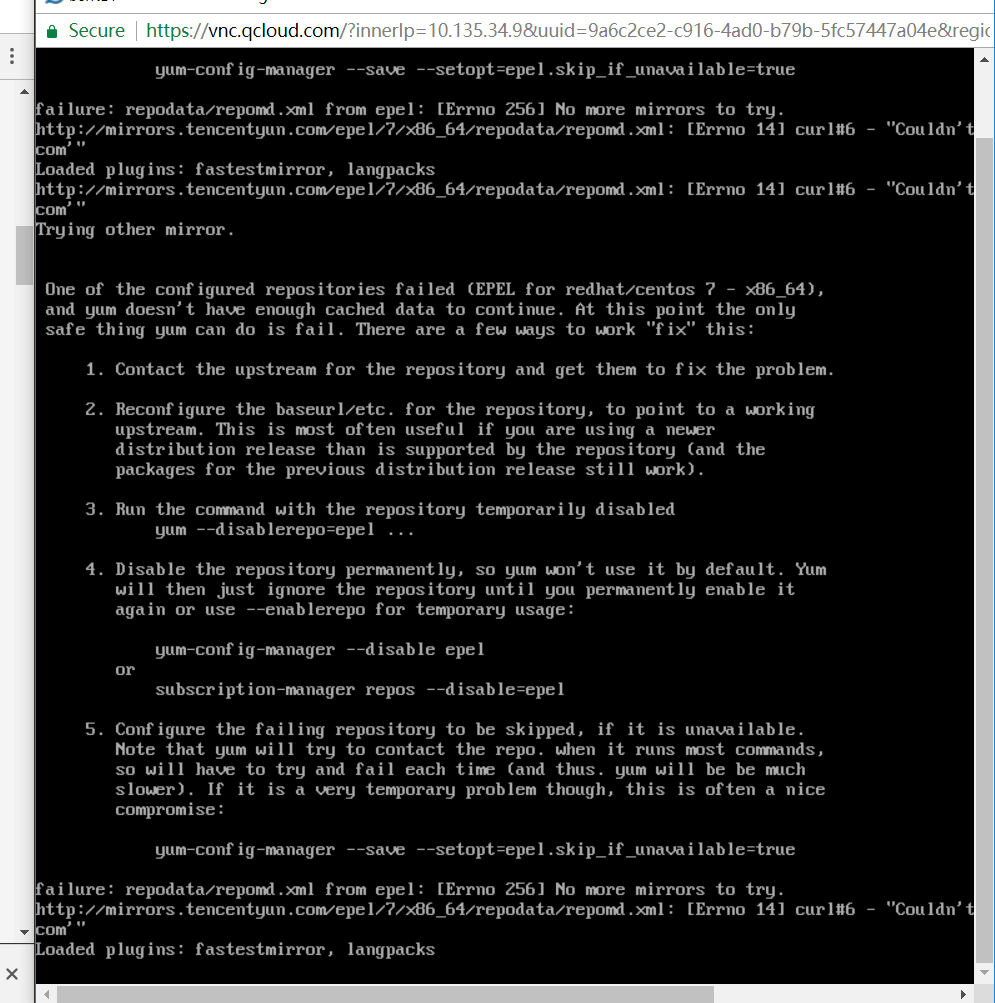 Secure https://vnc.qcloud.com/?innerIp=10.135.34.9&uuid=9a6c2ce2-c916-4ad0-b79b-5fc57447a04e&regio
yum-config-manager --save --setopt=epel.skip_if_unavailable=true
failure: repodata/repomd.xml from epel: [Errno 256] No more mirrors to try.
http://mirrors.tencentyun.com/epel/7/x86_64/repodata/repomd.xml: [Errno 14] curl#6 - "Couldn't
com'"
Loaded plugins: fastestmirror, langpacks
http://mirrors.tencentyun.com/epel/7/x86_64/repodata/repomd.xml: [Errno 14] curl#6 - "Couldn't
com'"
Trying other mirror.
One of the configured repositories failed (EPEL for redhat/centos 7 - x86_64),
and yum doesn't have enough cached data to continue. At this point the only
safe thing yum can do is fail. There are a few ways to work "fix" this:
1. Contact the upstream for the repository and get them to fix the problem.
2. Reconfigure the baseurl/etc. for the repository, to point to a working
upstream. This is most often useful if you are using a newer
distribution release than is supported by the repository (and the
packages for the previous distribution release still work).
3. Run the command with the repository temporarily disabled
yum --disablerepo=epel ...
4. Disable the repository permanently, so yum won't use it by default. Yum
will then just ignore the repository until you permanently enable it
again or use --enablerepo for temporary usage:
yum-config-manager --disable epel
or
subscription-manager repos --disable=epel
5. Configure the failing repository to be skipped, if it is unavailable.
Note that yum will try to contact the repo. when it runs most commands,
so will have to try and fail each time (and thus. yum will be be much
slower). If it is a very temporary problem though, this is often a nice
compromise:
yum-config-manager --save --setopt=epel.skip_if_unavailable=true
failure: repodata/repomd.xml from epel: [Errno 256] No more mirrors to try.
http://mirrors.tencentyun.com/epel/7/x86_64/repodata/repomd.xml: [Errno 14] curl#6 - "Couldn't
com'"
Loaded plugins: fastestmirror, langpacks